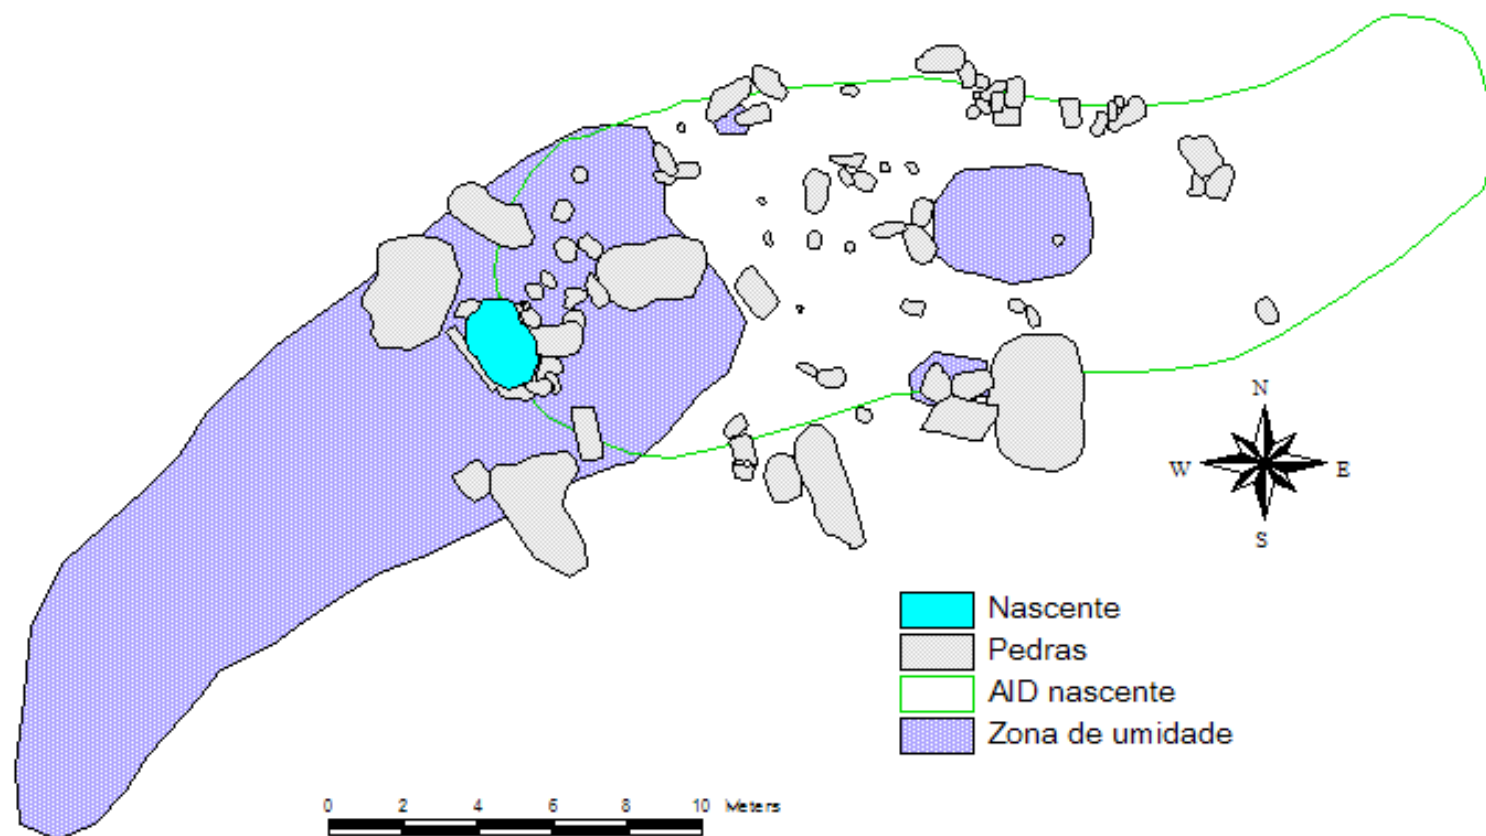 N
W E
S
Nascente
Pedras
AID nascente
Zona de umidade
0 2 4 6 8 10 Meters